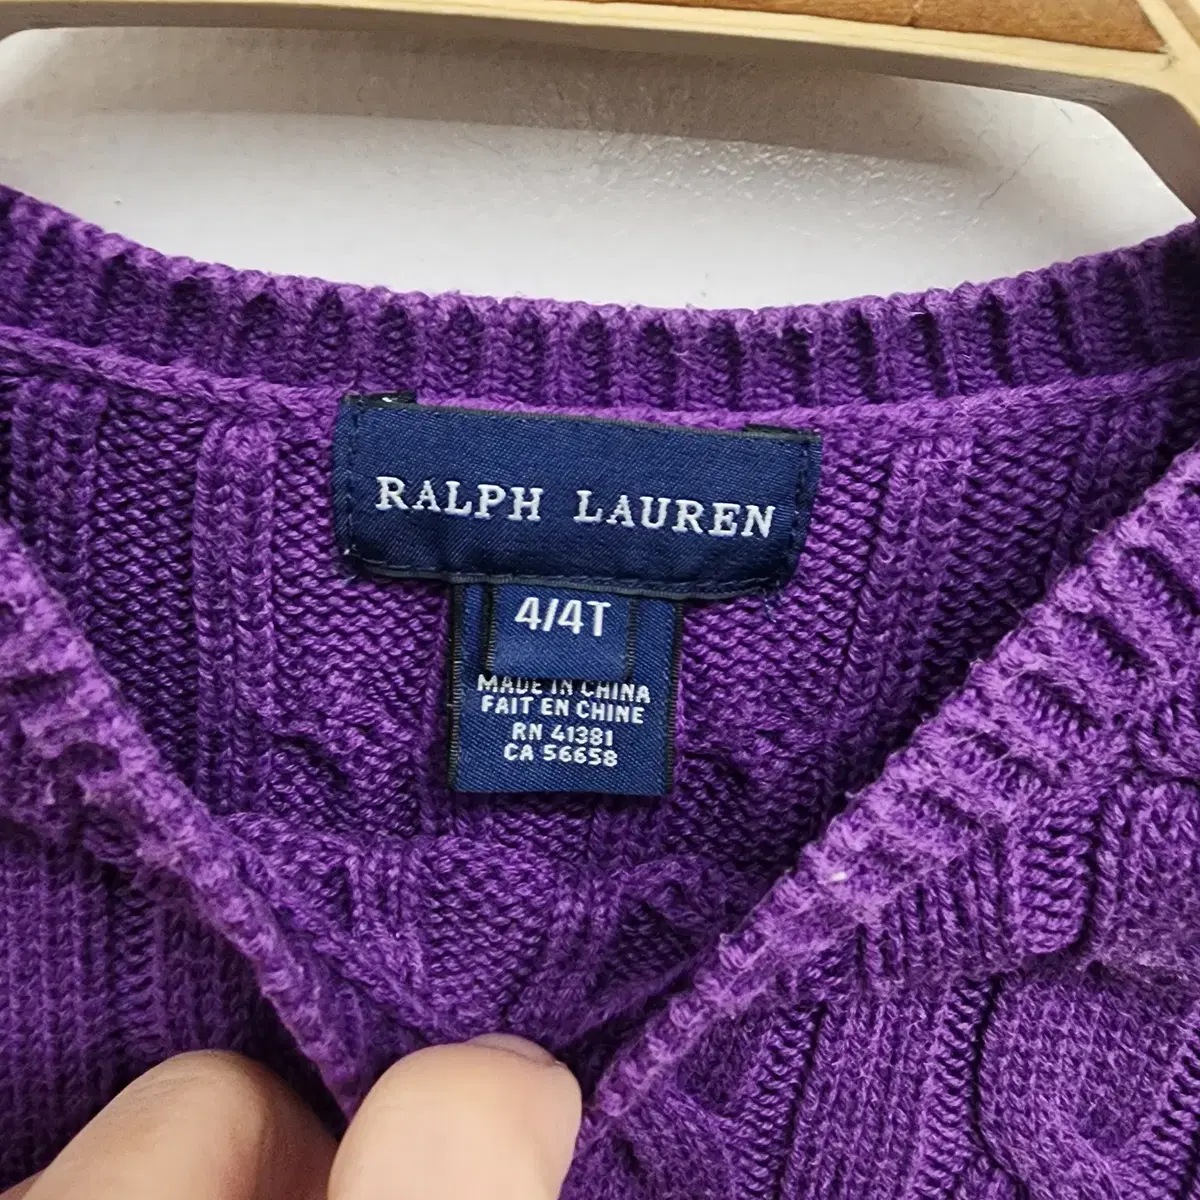 RALPH LAUREN
4/4T
MADE IN CHINA
FAIT EN CHINE
RN 41381
CA 56658